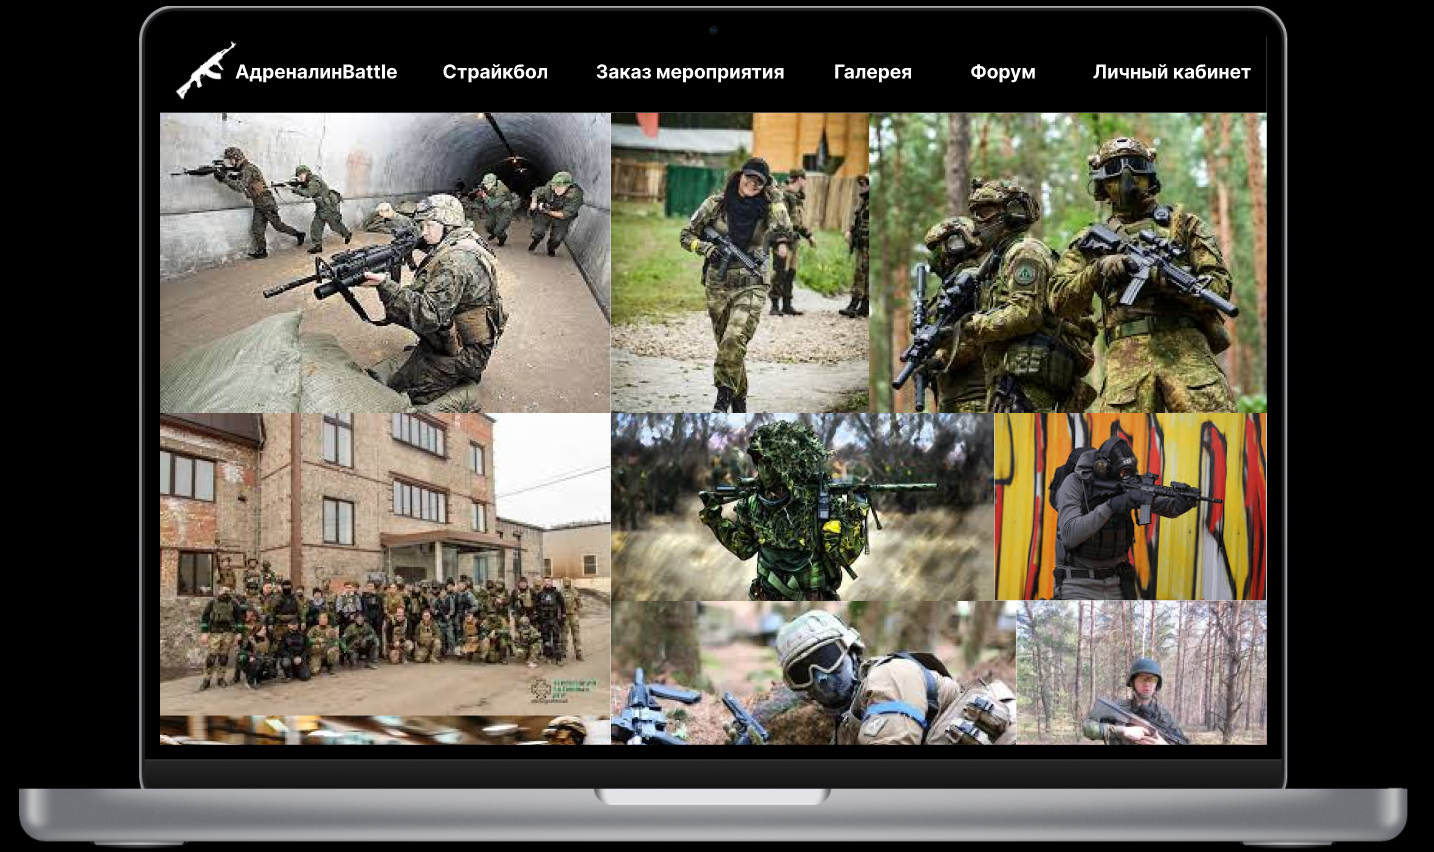 АдреналинBattle
Страйкбол
Заказ мероприятия
Галерея
Форум
Личный кабинет